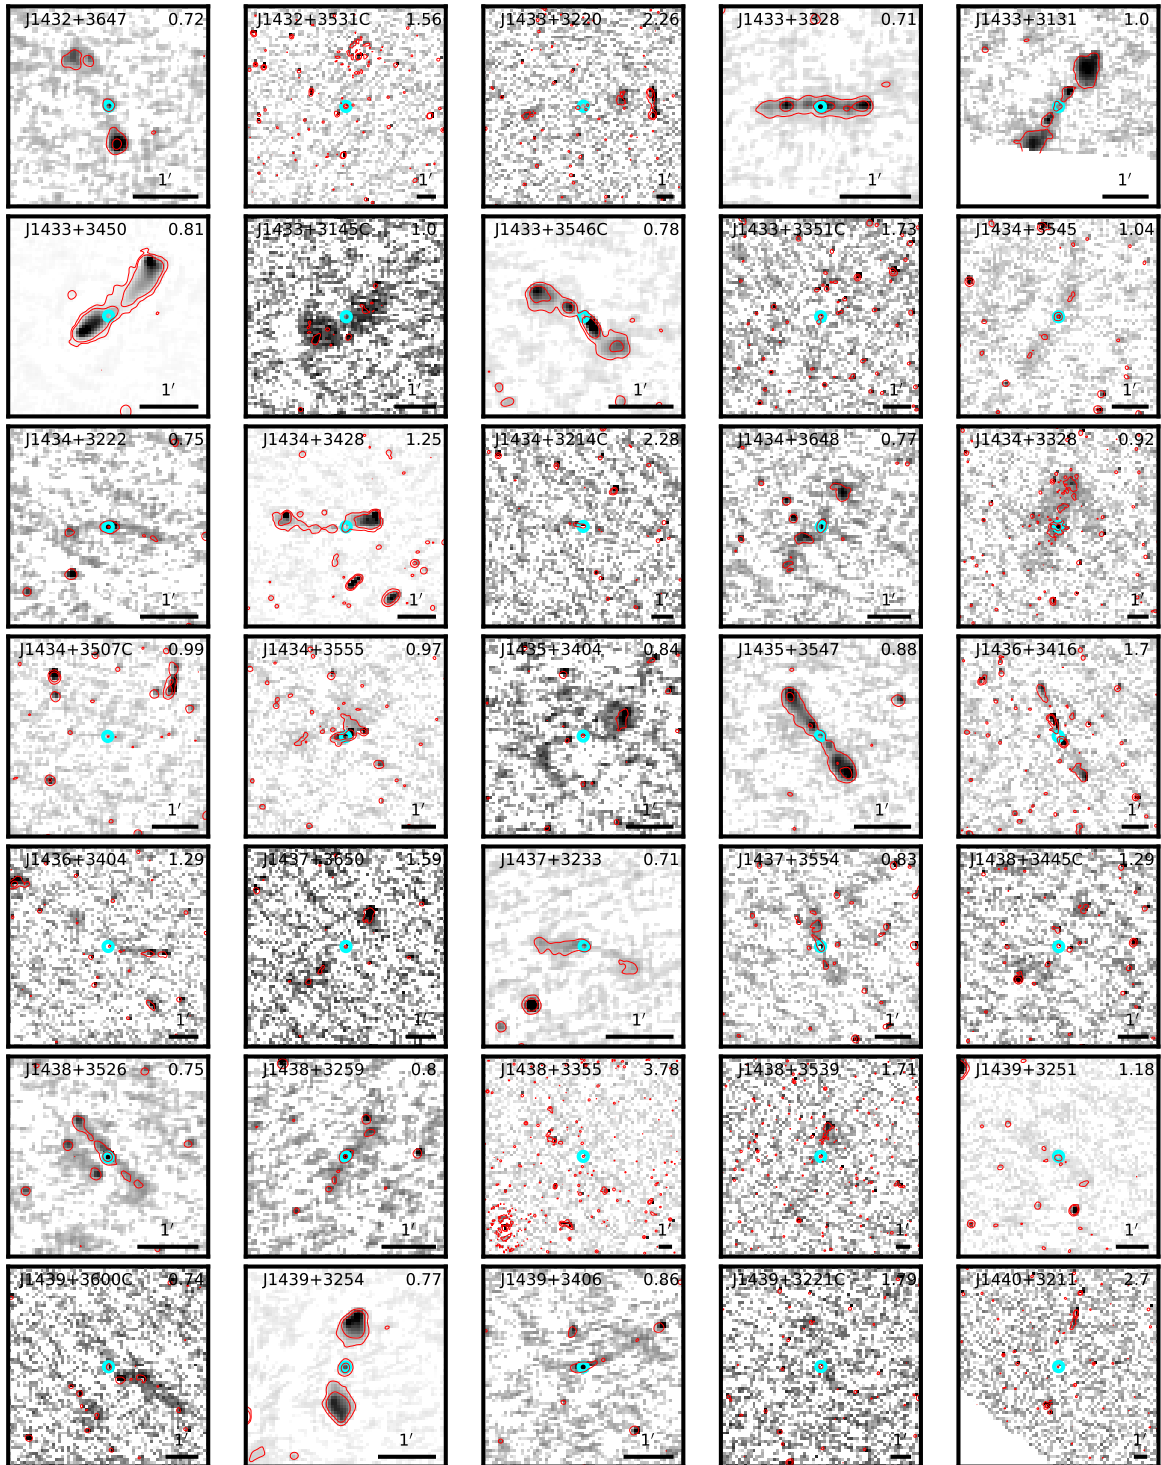 J1432+3647 0.72
1′
J1432+3531C 1.56
1′
J1433+3220 2.26
1′
J1433+3328 0.71
1′
J1433+3131 1.0
1′
J1433+3450 0.81
1′
J1433+3145C 1.0
1′
J1433+3546C 0.78
1′
J1433+3351C 1.73
1′
J1434+3545 1.04
1′
J1434+3222 0.75
1′
J1434+3428 1.25
1′
J1434+3214C 2.28
1′
J1434+3648 0.77
1′
J1434+3328 0.92
1′
J1434+3507C 0.99
1′
J1434+3555 0.97
1′
J1435+3404 0.84
1′
J1435+3547 0.88
1′
J1436+3416 1.7
1′
J1436+3404 1.29
1′
J1437+3650 1.59
1′
J1437+3233 0.71
1′
J1437+3554 0.83
1′
J1438+3445C 1.29
1′
J1438+3526 0.75
1′
J1438+3259 0.8
1′
J1438+3355 3.78
1′
J1438+3539 1.71
1′
J1439+3251 1.18
1′
J1439+3600C 0.74
1′
J1439+3254 0.77
1′
J1439+3406 0.86
1′
J1439+3221C 1.79
1′
J1440+3211 2.7
1′